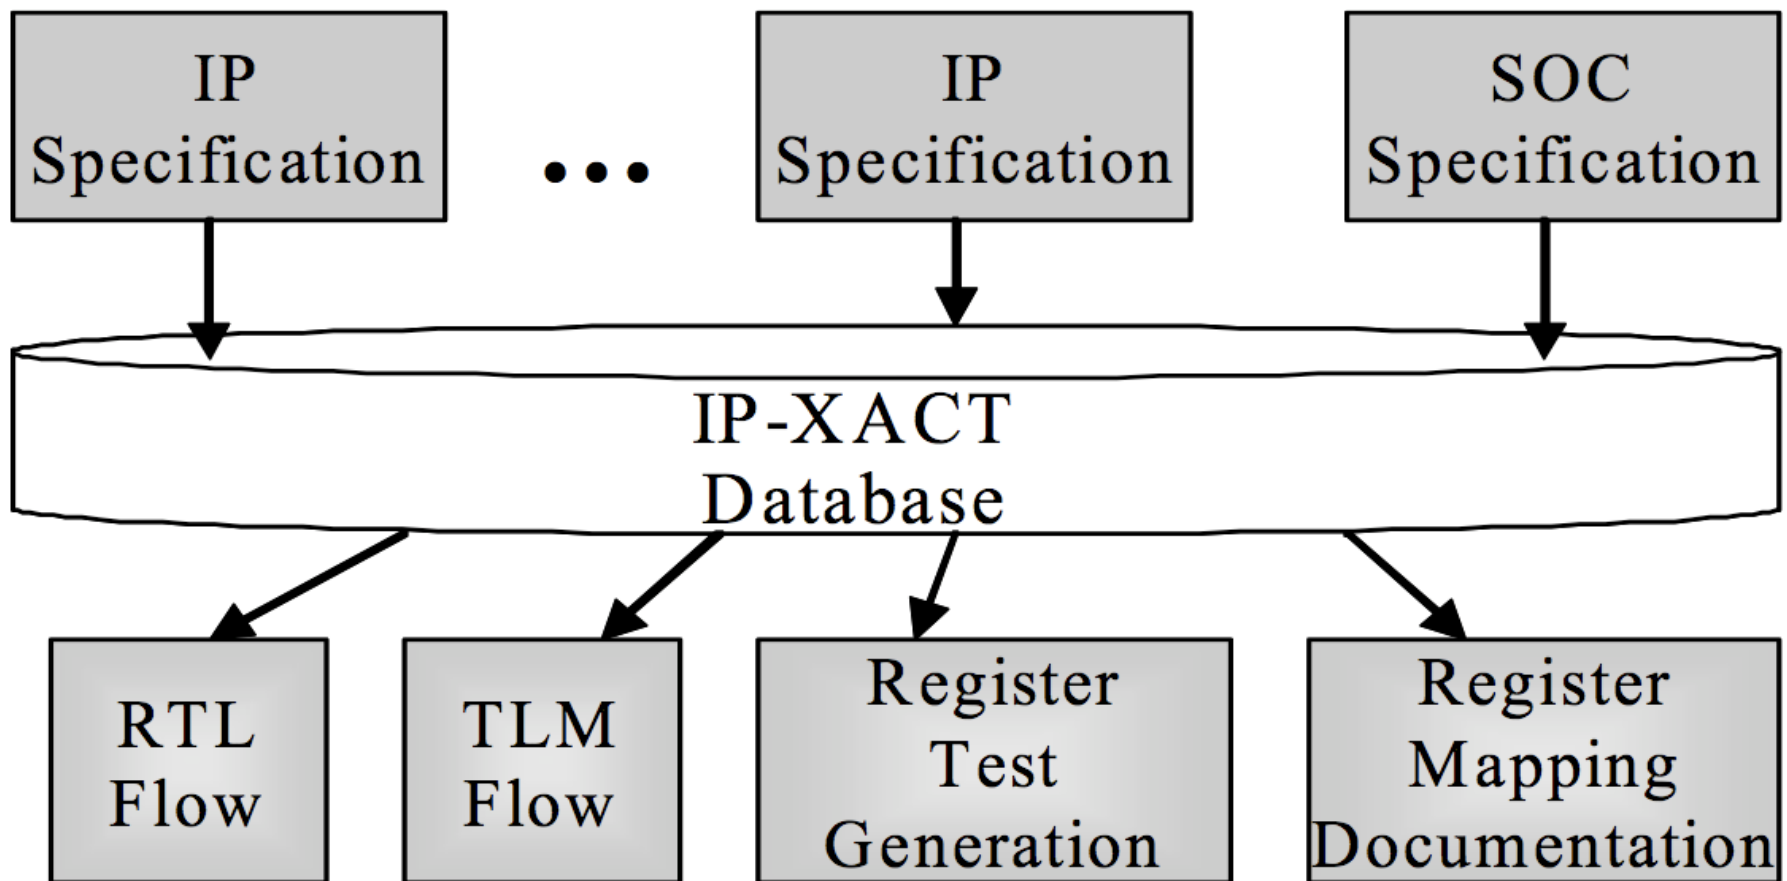 IP
Specification
...
IP
Specification
SOC
Specification
IP-XACT
Database
RTL
Flow
TLM
Flow
Register
Test
Generation
Register
Mapping
Documentation